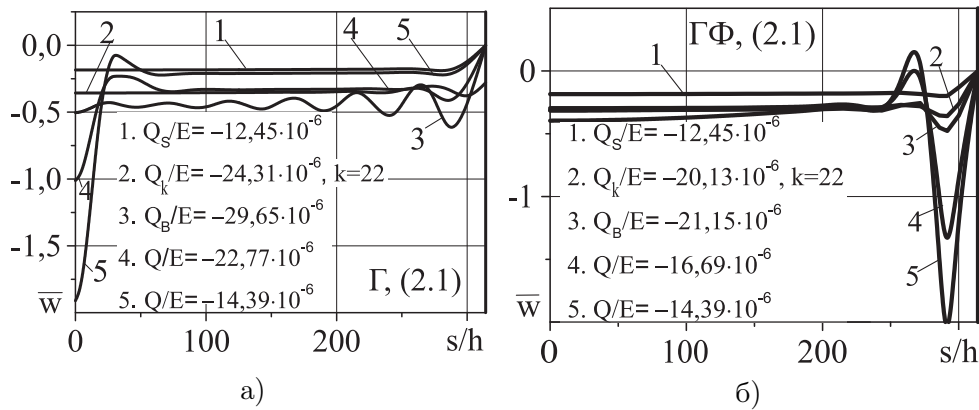 2
1
4
5
0,0
-0,5
-1,0
-1,5
w̅
4
5
3
1. Q_S/E= −12,45·10⁻⁶
2. Q_k/E= −24,31·10⁻⁶, k=22
3. Q_B/E= −29,65·10⁻⁶
4. Q/E= −22,77·10⁻⁶
5. Q/E= −14,39·10⁻⁶
Г, (2.1)
0
100
200
s/h
а)
ГФ, (2.1)
1
2
3
4
5
0
-1
w̅
1. Q_S/E= −12,45·10⁻⁶
2. Q_k/E= −20,13·10⁻⁶, k=22
3. Q_B/E= −21,15·10⁻⁶
4. Q/E= −16,69·10⁻⁶
5. Q/E= −14,39·10⁻⁶
0
100
200
s/h
б)